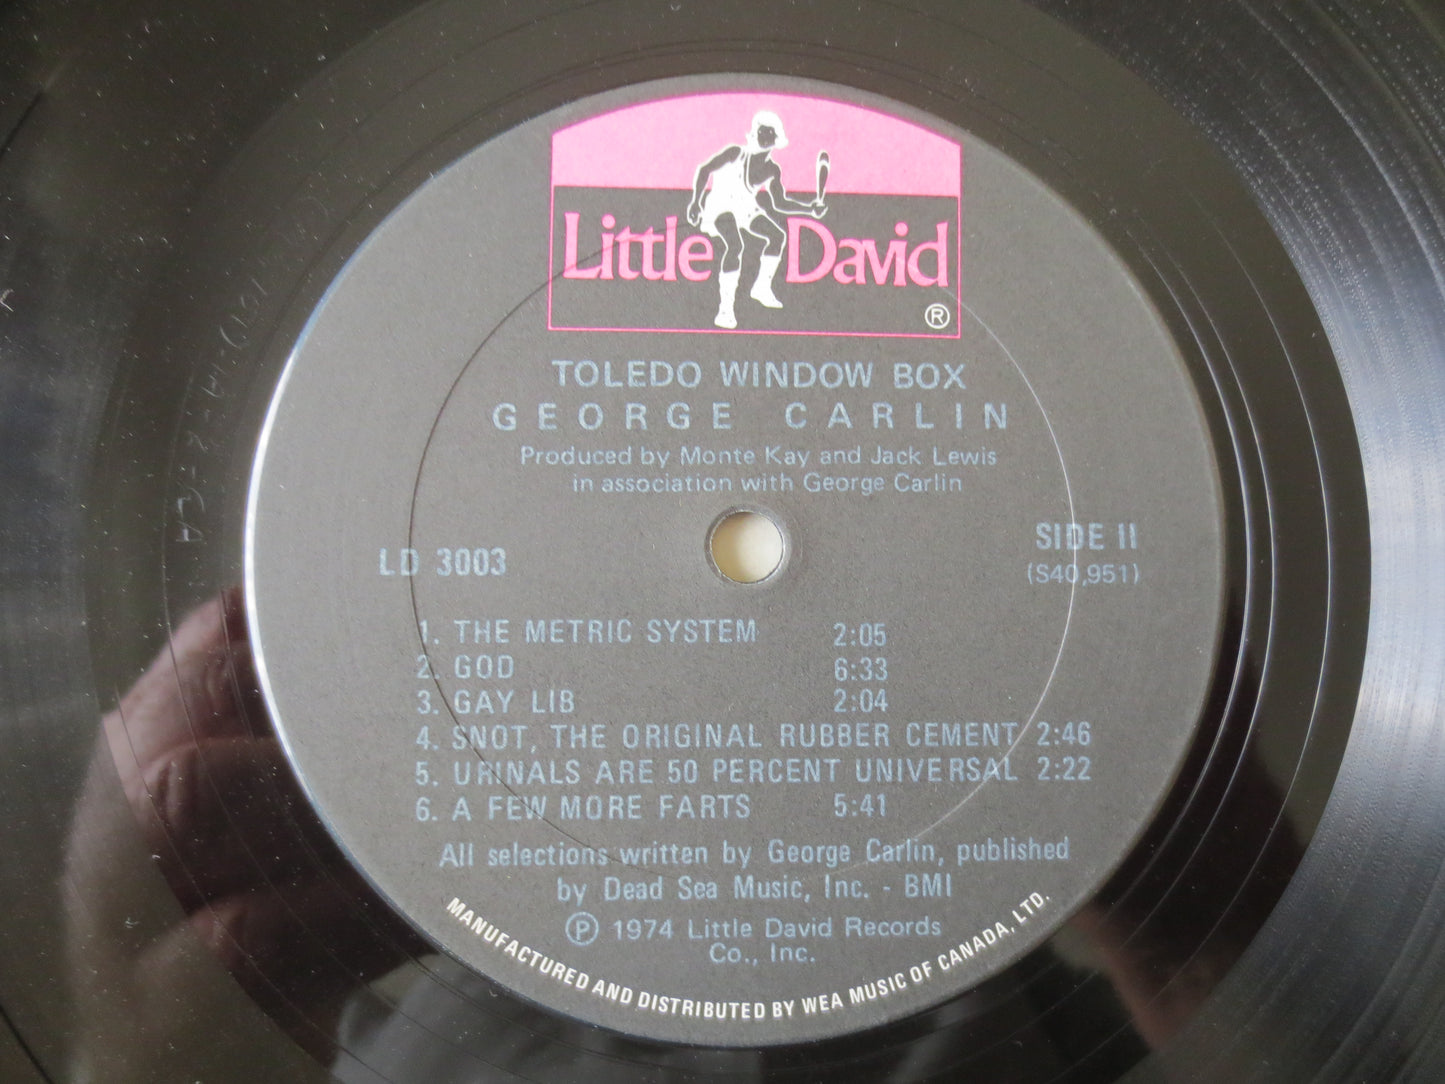 Little David
®
TOLEDO WINDOW BOX
GEORGE CARLIN
Produced by Monte Kay and Jack Lewis
in association with George Carlin
LD 3003
SIDE II
(S40,951)
1. THE METRIC SYSTEM 2:05
2. GOD 6:33
3. GAY LIB 2:04
4. SNOT, THE ORIGINAL RUBBER CEMENT 2:46
5. URINALS ARE 50 PERCENT UNIVERSAL 2:22
6. A FEW MORE FARTS 5:41
All selections written by George Carlin, published
by Dead Sea Music, Inc. - BMI
℗ 1974 Little David Records
Co., Inc.
MANUFACTURED AND DISTRIBUTED BY WEA MUSIC OF CANADA, LTD.